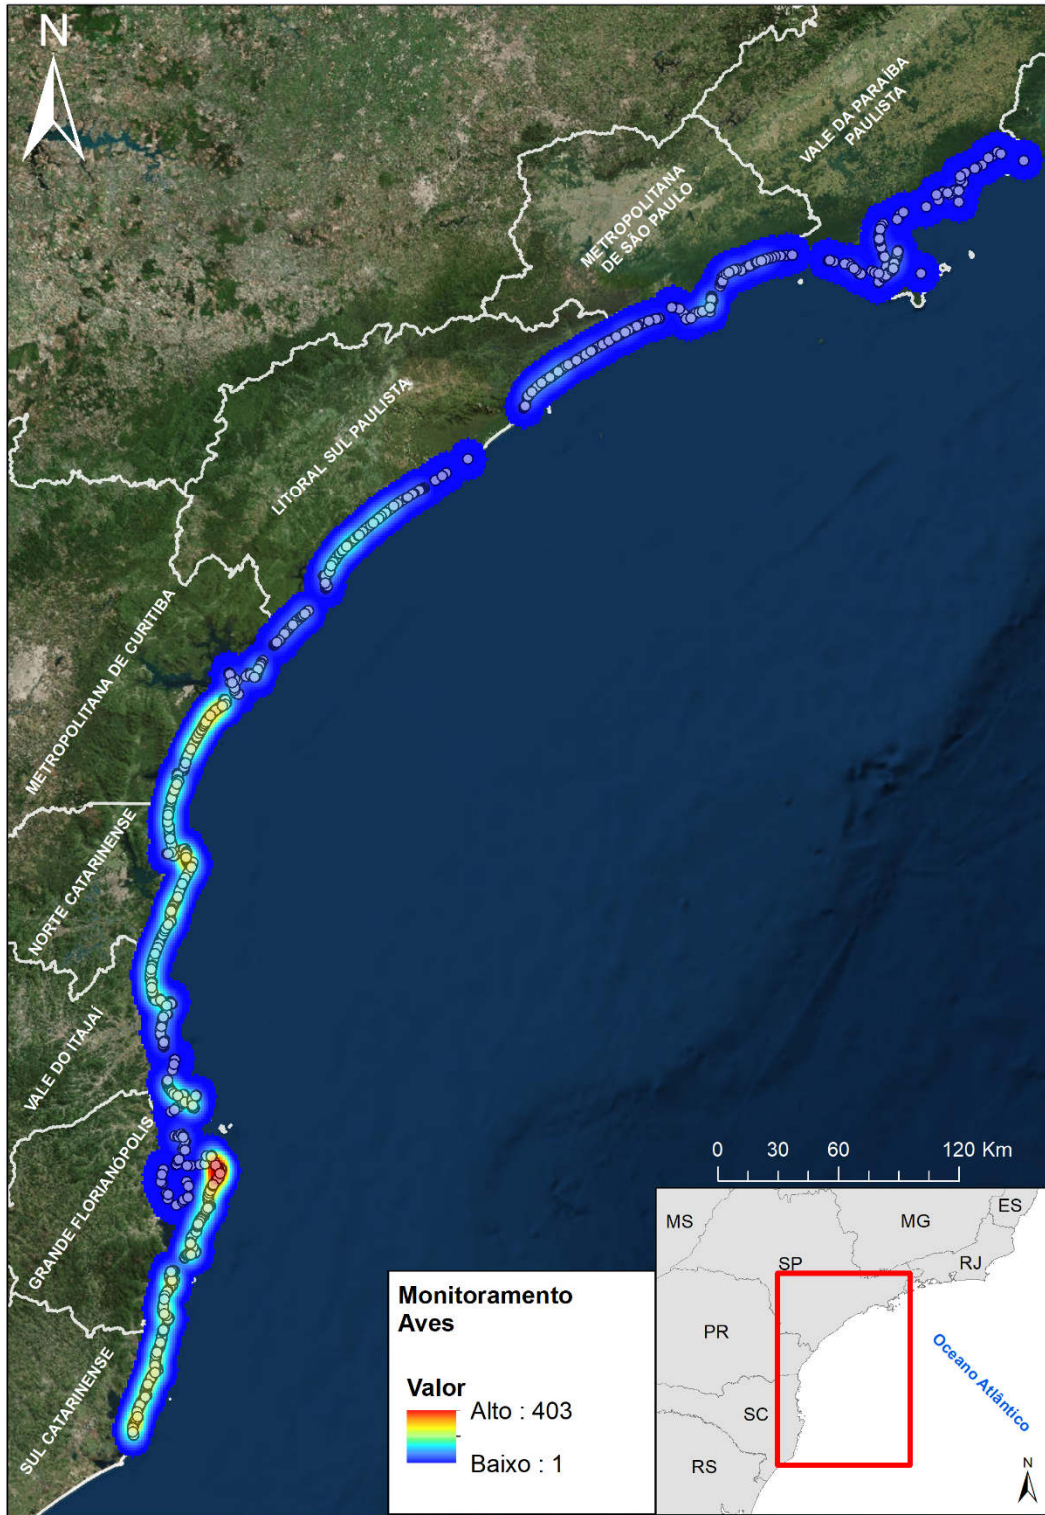 N
VALE DA PARAÍBA
PAULISTA
METROPOLITANA
DE SÃO PAULO
LITORAL SUL PAULISTA
METROPOLITANA DE CURITIBA
NORTE CATARINENSE
VALE DO ITAJAÍ
GRANDE FLORIANÓPOLIS
SUL CATARINENSE
0 30 60 120 Km
Monitoramento
Aves
Valor
Alto : 403
Baixo : 1
MS
MG
ES
SP
RJ
PR
SC
RS
Oceano Atlântico
N